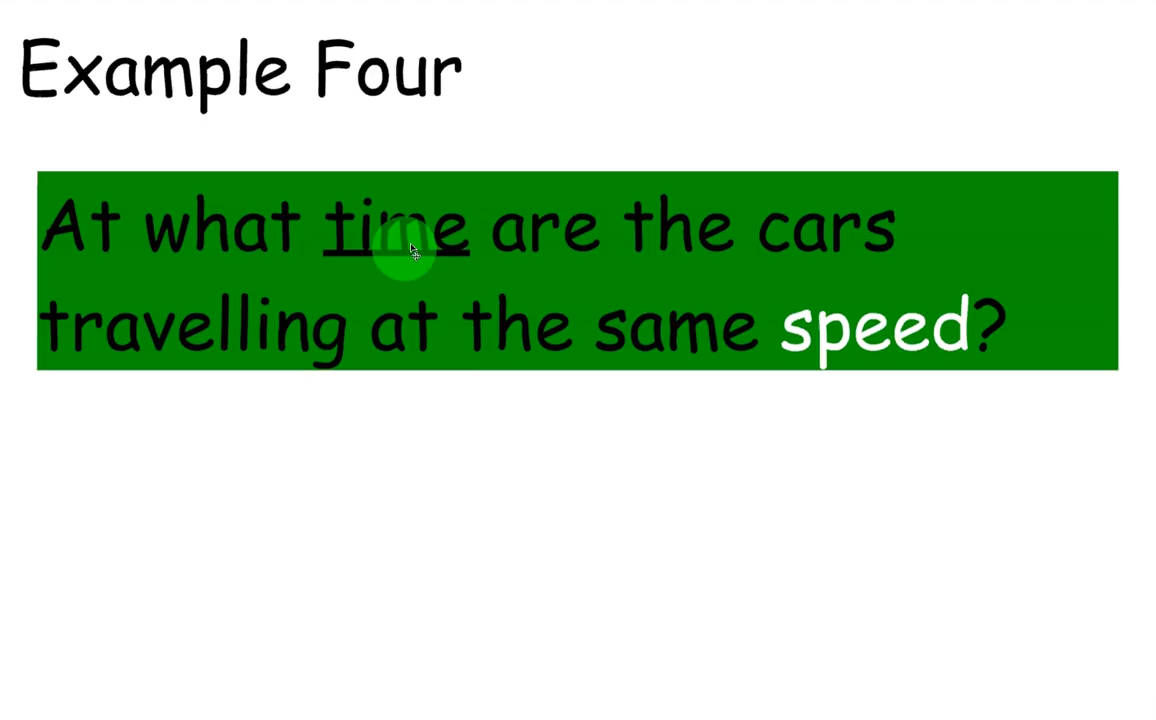 Example Four
At what time are the cars
travelling at the same speed?